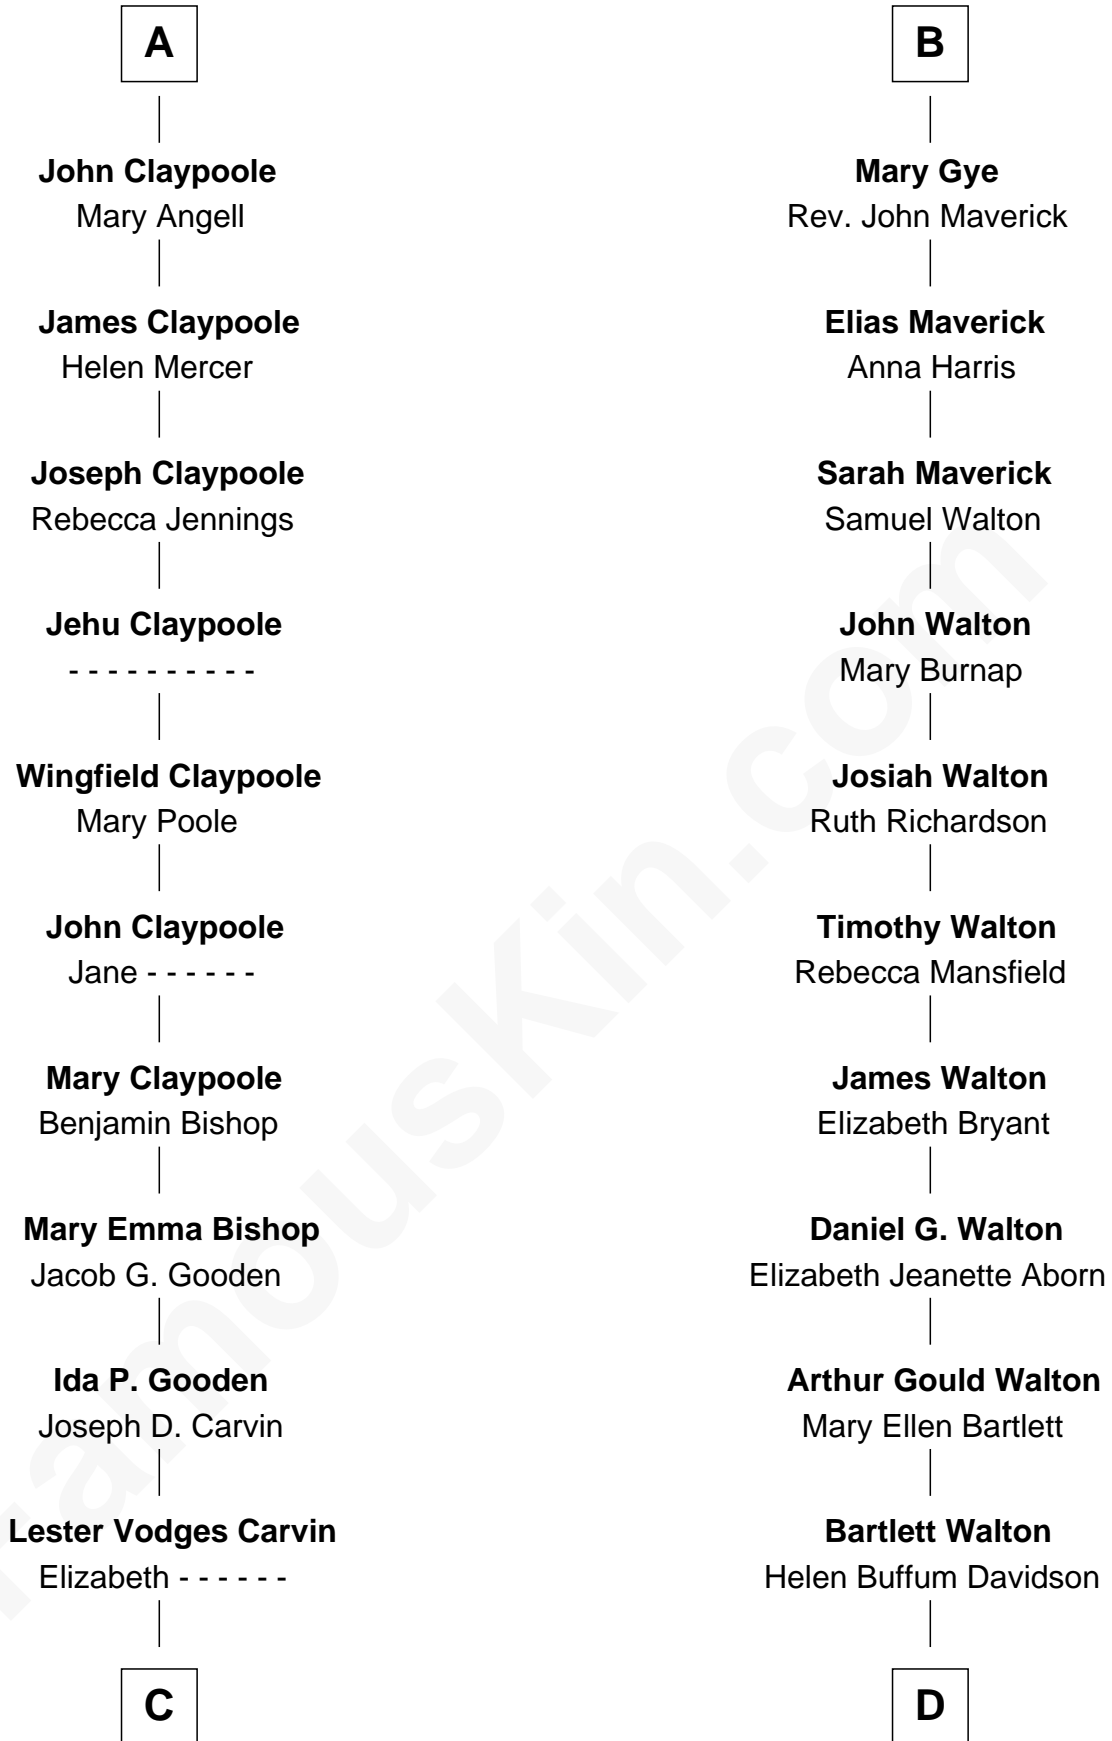 A
John Claypoole
Mary Angell
James Claypoole
Helen Mercer
Joseph Claypoole
Rebecca Jennings
Jehu Claypoole
- - - - - - - - - -
Wingfield Claypoole
Mary Poole
John Claypoole
Jane - - - - - -
Mary Claypoole
Benjamin Bishop
Mary Emma Bishop
Jacob G. Gooden
Ida P. Gooden
Joseph D. Carvin
Lester Vodges Carvin
Elizabeth - - - - - -
C
B
Mary Gye
Rev. John Maverick
Elias Maverick
Anna Harris
Sarah Maverick
Samuel Walton
John Walton
Mary Burnap
Josiah Walton
Ruth Richardson
Timothy Walton
Rebecca Mansfield
James Walton
Elizabeth Bryant
Daniel G. Walton
Elizabeth Jeanette Aborn
Arthur Gould Walton
Mary Ellen Bartlett
Bartlett Walton
Helen Buffum Davidson
D
FamousKin.com